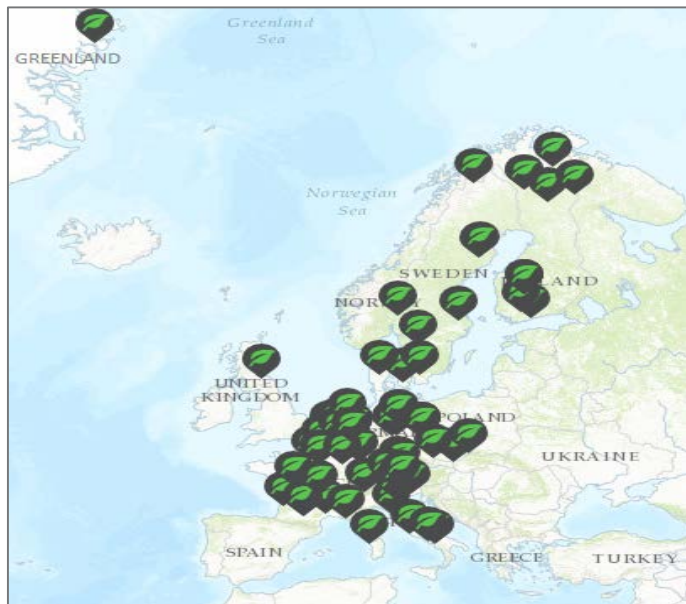 Greenland
Sea
GREENLAND
Norwegian
Sea
SWEDEN
UNITED
KINGDOM
POLAND
UKRAINE
SPAIN
GREECE
TURKEY